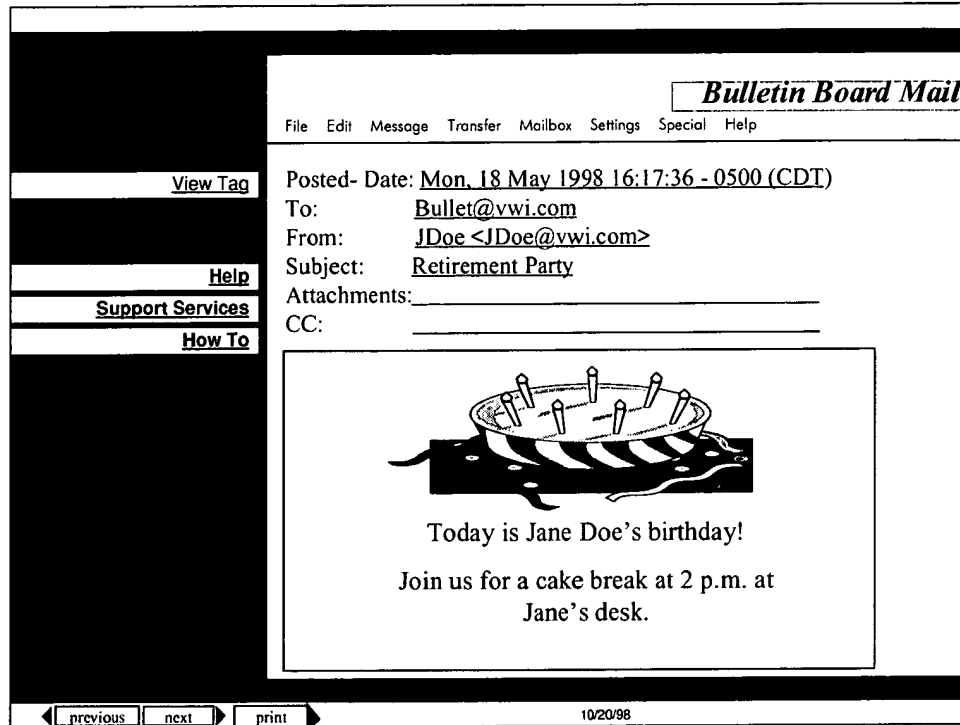 Bulletin Board Mail
File Edit Message Transfer Mailbox Settings Special Help
View Tag
Help
Support Services
How To
Posted- Date: Mon, 18 May 1998 16:17:36 - 0500 (CDT)
To: Bullet@vwi.com
From: JDoe <JDoe@vwi.com>
Subject: Retirement Party
Attachments:
CC:
Today is Jane Doe's birthday!
Join us for a cake break at 2 p.m. at
Jane's desk.
previous next print 10/20/98